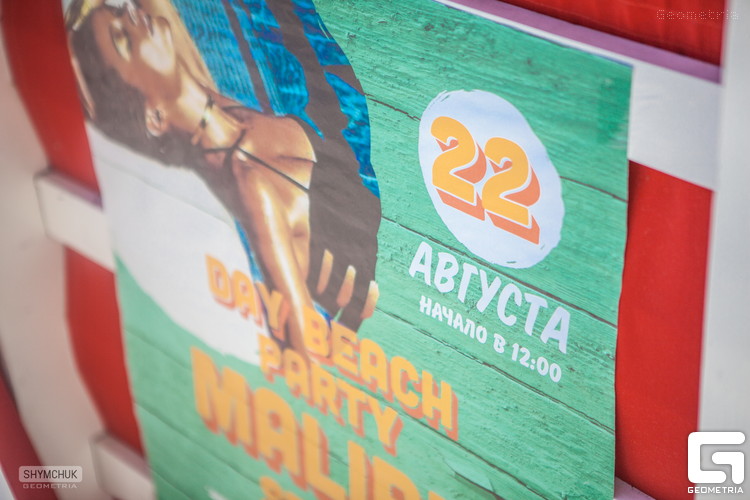 Geometria
22
АВГУСТА
НАЧАЛО В 12:00
DAY BEACH
PARTY
SHYMCHUK
GEOMETRIA
G
GEOMETRIA